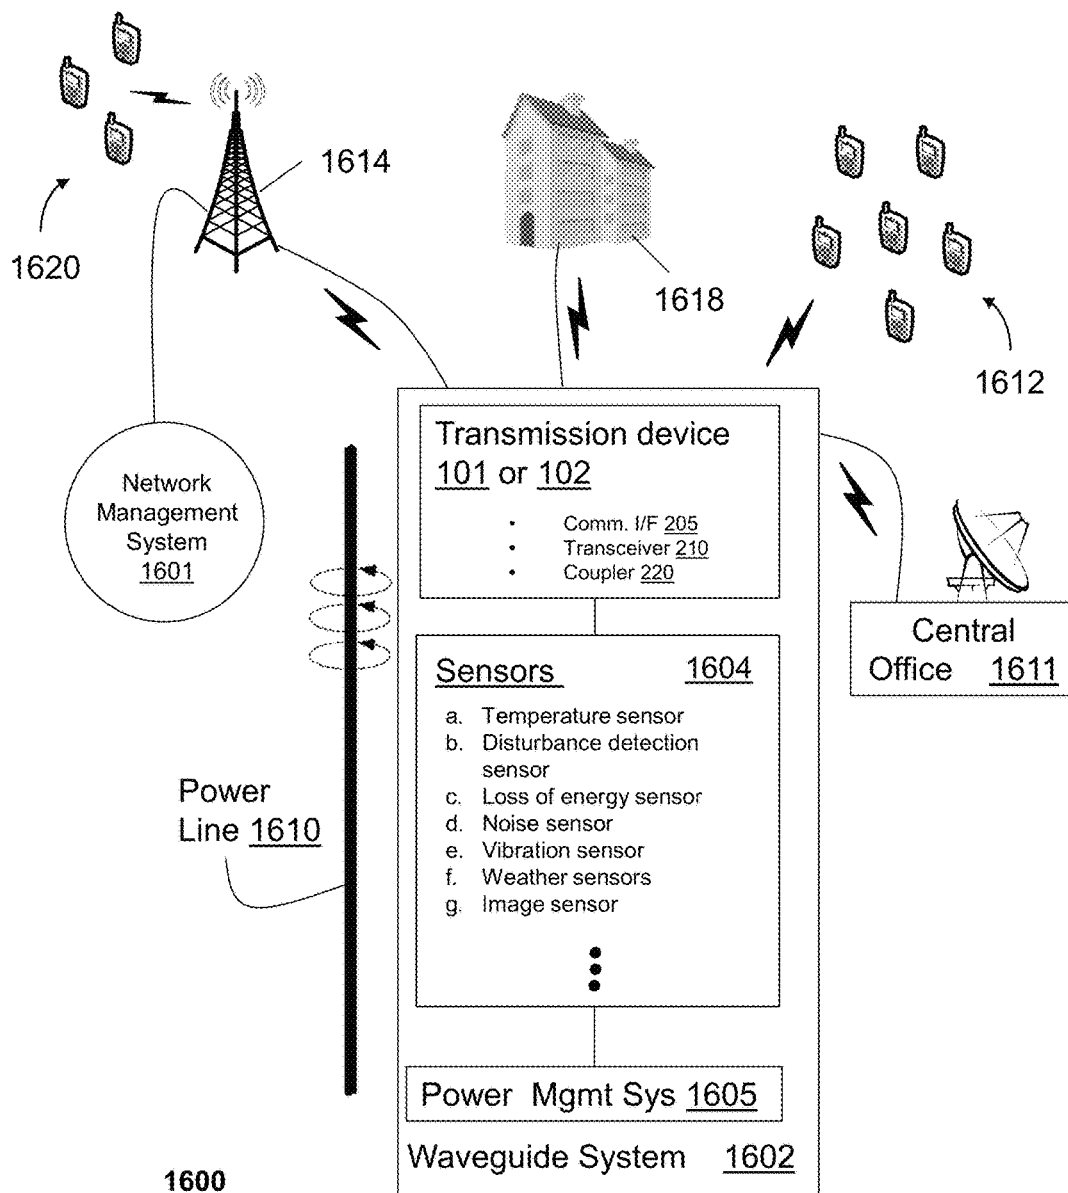 1614
1620
1618
1612
Network
Management
System
1601
Transmission device
101 or 102
• Comm. I/F 205
• Transceiver 210
• Coupler 220
Central
Office 1611
Sensors 1604
a. Temperature sensor
b. Disturbance detection
sensor
c. Loss of energy sensor
d. Noise sensor
e. Vibration sensor
f. Weather sensors
g. Image sensor
Power
Line 1610
Power Mgmt Sys 1605
Waveguide System 1602
1600